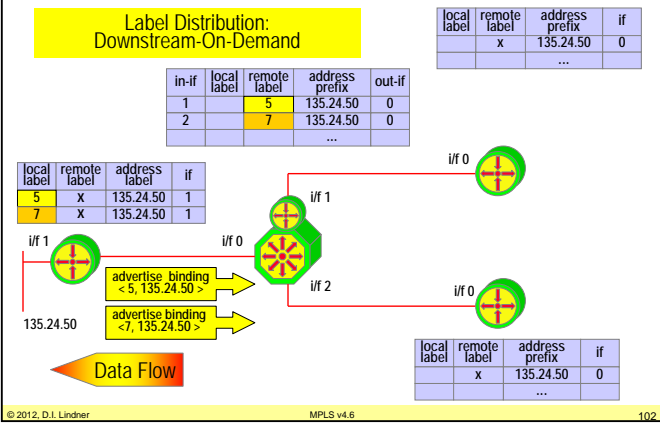 Label Distribution:
Downstream-On-Demand
local label remote label address prefix if
x 135.24.50 0
...
in-if local label remote label address prefix out-if
1 5 135.24.50 0
2 7 135.24.50 0
...
local label remote label address label if
5 x 135.24.50 1
7 x 135.24.50 1
i/f 0
i/f 1
i/f 1
i/f 0
i/f 2
i/f 0
advertise binding
< 5, 135.24.50 >
advertise binding
<7, 135.24.50 >
135.24.50
Data Flow
local label remote label address prefix if
x 135.24.50 0
...
© 2012, D.I. Lindner MPLS v4.6 102